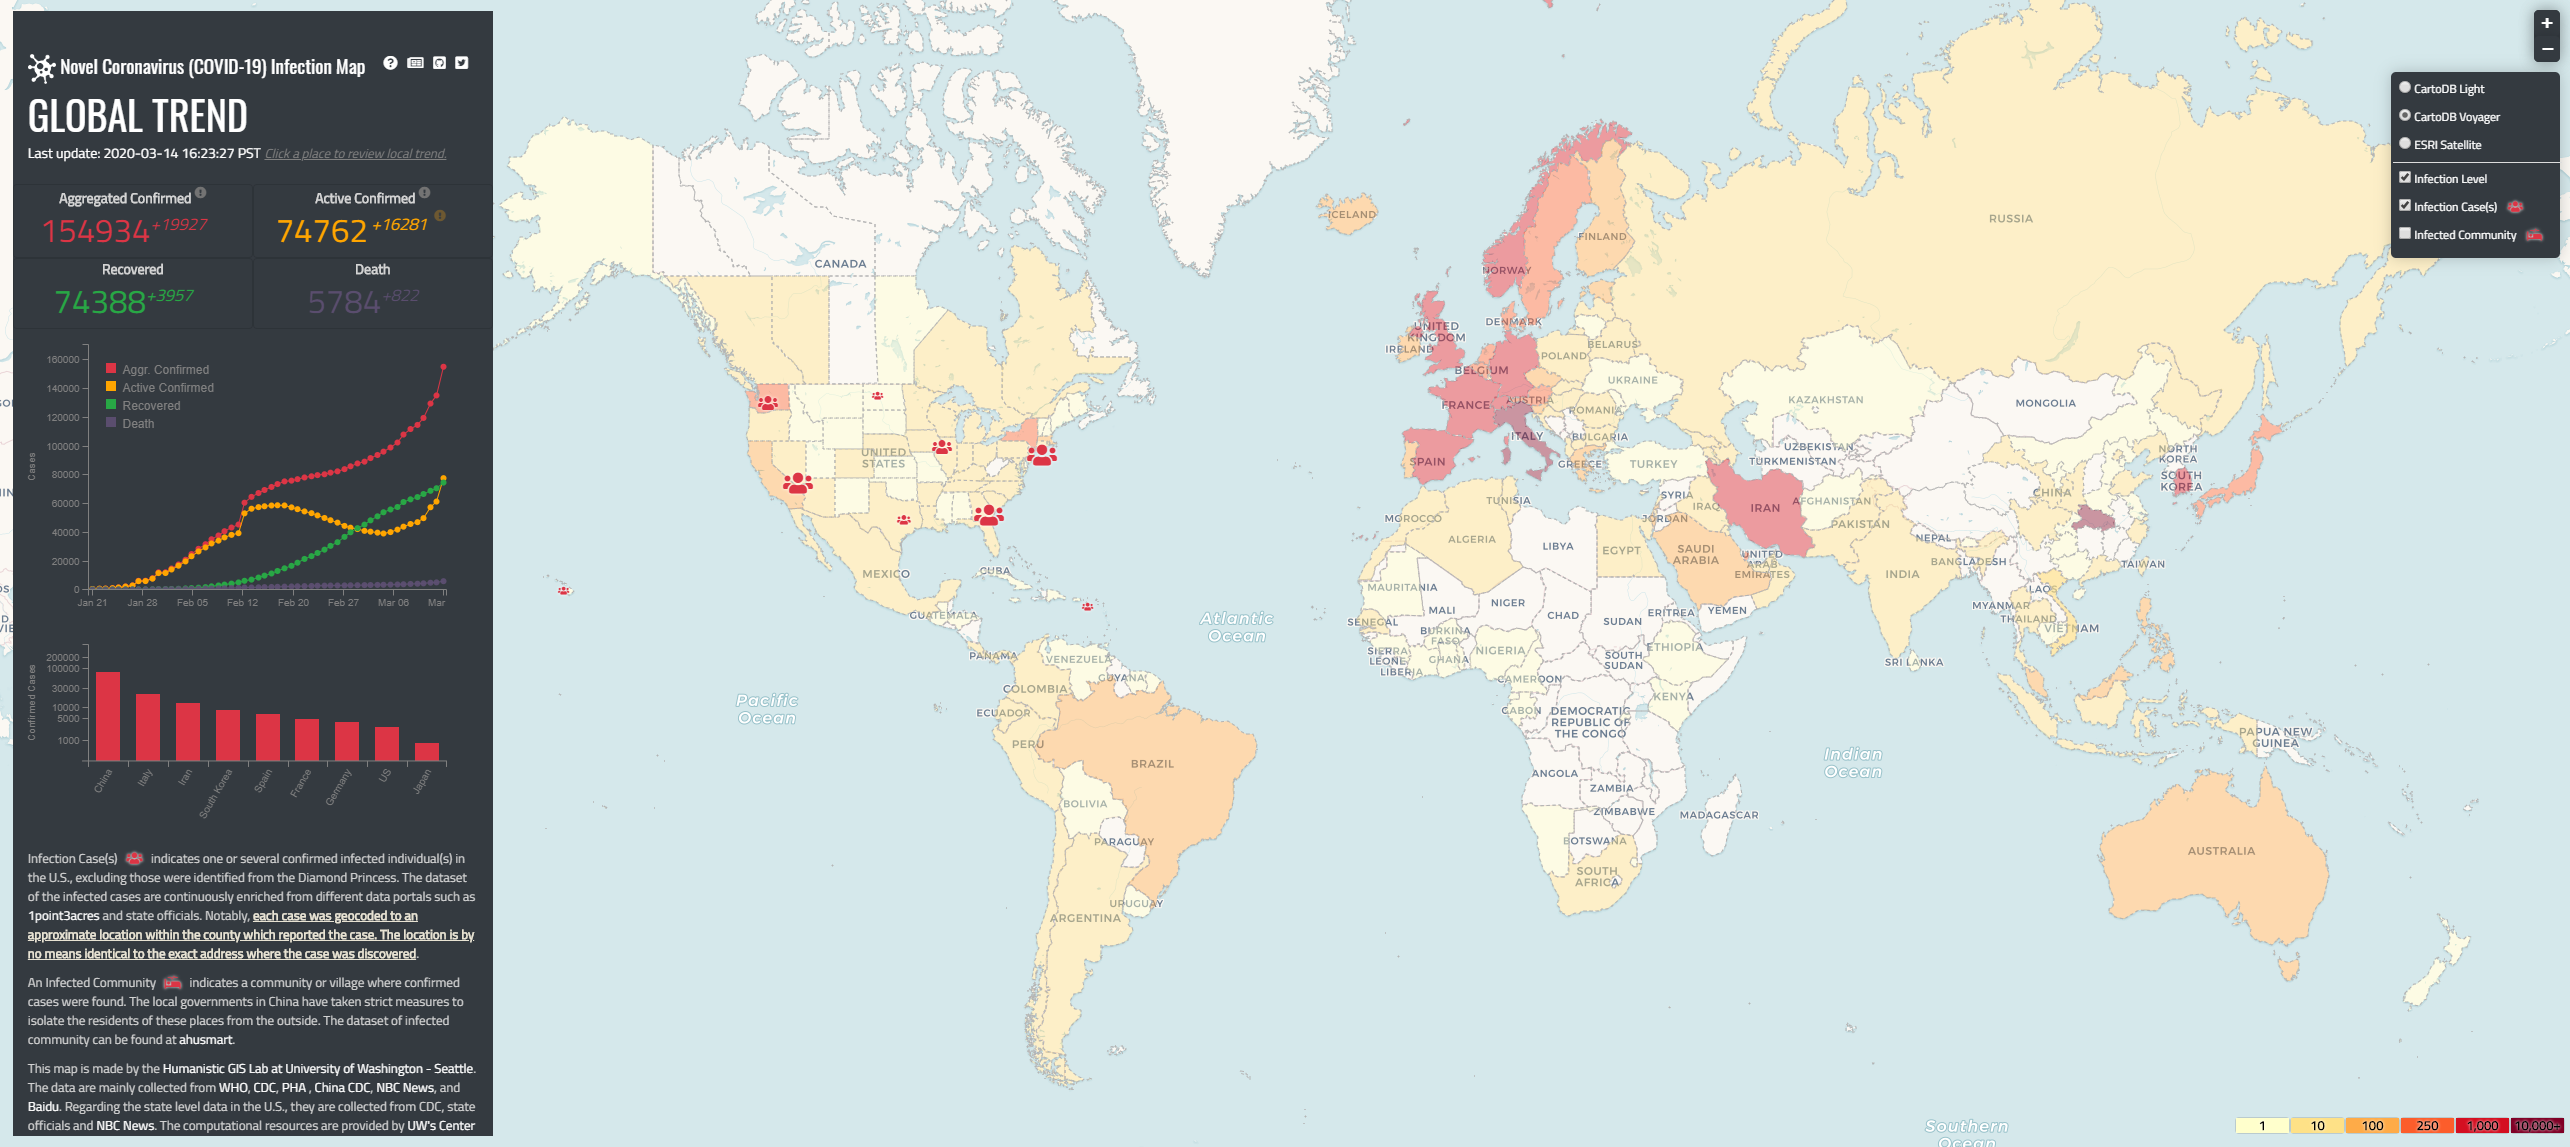 Novel Coronavirus (COVID-19) Infection Map
GLOBAL TREND
Last update: 2020-03-14 16:23:27 PST Click a place to review local trend.
Aggregated Confirmed
154934 +19927
Active Confirmed
74762 +16281
Recovered
74388 +3957
Death
5784 +822
Aggr. Confirmed
Active Confirmed
Recovered
Death
Cases
160000
140000
120000
100000
80000
60000
40000
20000
0
Jan 21 Jan 28 Feb 05 Feb 12 Feb 20 Feb 27 Mar 06 Mar
Confirmed Cases
200000
100000
30000
10000
5000
1000
China Italy Iran South Korea Spain France Germany US Japan
Infection Case(s) indicates one or several confirmed infected individual(s) in
the U.S., excluding those were identified from the Diamond Princess. The dataset
of the infected cases are continuously enriched from different data portals such as
1point3acres and state officials. Notably, each case was geocoded to an
approximate location within the county which reported the case. The location is by
no means identical to the exact address where the case was discovered.
An Infected Community indicates a community or village where confirmed
cases were found. The local governments in China have taken strict measures to
isolate the residents of these places from the outside. The dataset of infected
community can be found at ahusmart.
This map is made by the Humanistic GIS Lab at University of Washington - Seattle.
The data are mainly collected from WHO, CDC, PHA , China CDC, NBC News, and
Baidu. Regarding the state level data in the U.S., they are collected from CDC, state
officials and NBC News. The computational resources are provided by UW's Center
CANADA
UNITED
STATES
MEXICO
CUBA
GUATEMALA
PANAMA
VENEZUELA
GUYANA
COLOMBIA
ECUADOR
PERU
BRAZIL
BOLIVIA
PARAGUAY
URUGUAY
ARGENTINA
Pacific
Ocean
Atlantic
Ocean
ICELAND
NORWAY
FINLAND
DENMARK
UNITED
KINGDOM
IRELAND
BELGIUM
POLAND
BELARUS
UKRAINE
FRANCE
AUSTRIA
ROMANIA
ITALY
BULGARIA
SPAIN
GREECE
TURKEY
RUSSIA
KAZAKHSTAN
MONGOLIA
UZBEKISTAN
TURKMENISTAN
NORTH
KOREA
SOUTH
KOREA
CHINA
TUNISIA
SYRIA
IRAQ
IRAN
AFGHANISTAN
MOROCCO
JORDAN
PAKISTAN
ALGERIA
LIBYA
EGYPT
SAUDI
ARABIA
UNITED
ARAB
EMIRATES
NEPAL
BANGLADESH
INDIA
TAIWAN
MAURITANIA
MALI
NIGER
CHAD
SUDAN
ERITREA
YEMEN
LAOS
MYANMAR
THAILAND
VIETNAM
SENEGAL
BURKINA
FASO
SIERRA
LEONE
LIBERIA
GHANA
NIGERIA
SOUTH
SUDAN
ETHIOPIA
SRI LANKA
CAMEROON
GABON
KENYA
DEMOCRATIC
REPUBLIC OF
THE CONGO
ANGOLA
ZAMBIA
ZIMBABWE
MADAGASCAR
BOTSWANA
SOUTH
AFRICA
Indian
Ocean
PAPUA NEW
GUINEA
AUSTRALIA
Southern
Ocean
+
−
CartoDB Light
CartoDB Voyager
ESRI Satellite
Infection Level
Infection Case(s)
Infected Community
1 10 100 250 1,000 10,000+